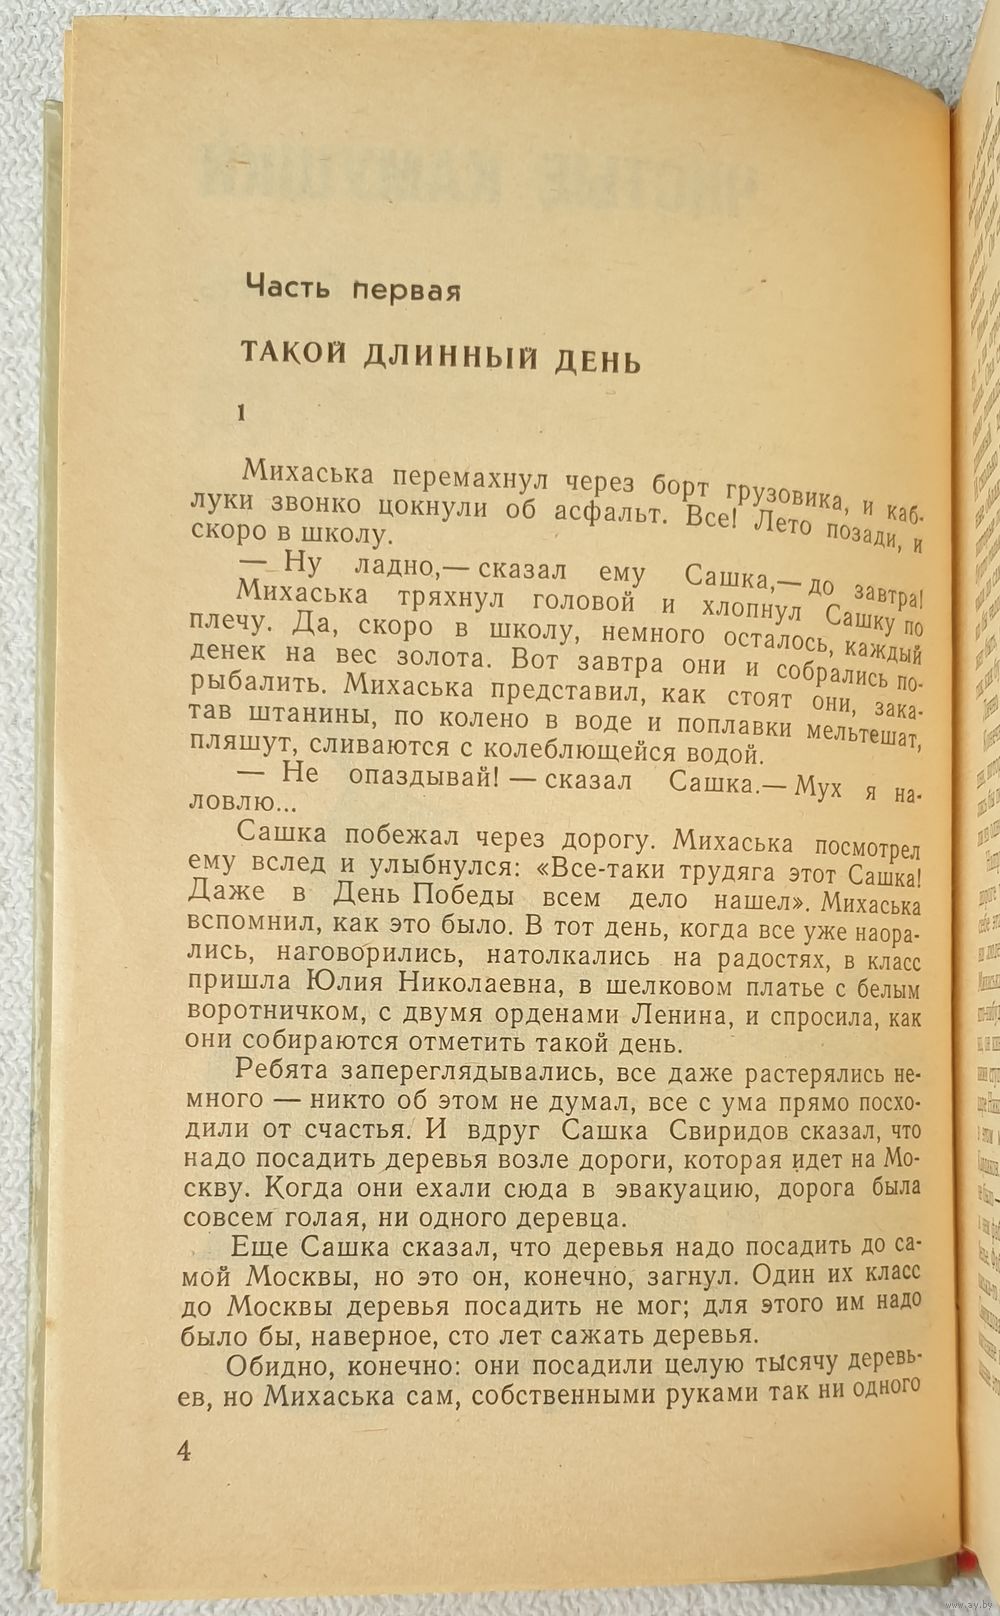 Часть первая
ТАКОЙ ДЛИННЫЙ ДЕНЬ
1
Михаська перемахнул через борт грузовика, и каб-
луки звонко цокнули об асфальт. Все! Лето позади, и
скоро в школу.
— Ну ладно,— сказал ему Сашка,— до завтра!
Михаська тряхнул головой и хлопнул Сашку по
плечу. Да, скоро в школу, немного осталось, каждый
денек на вес золота. Вот завтра они и собрались по-
рыбалить. Михаська представил, как стоят они, зака-
тав штанины, по колено в воде и поплавки мельтешат,
пляшут, сливаются с колеблющейся водой.
— Не опаздывай! — сказал Сашка.— Мух я на-
ловлю...
Сашка побежал через дорогу. Михаська посмотрел
ему вслед и улыбнулся: «Все-таки трудяга этот Сашка!
Даже в День Победы всем дело нашел». Михаська
вспомнил, как это было. В тот день, когда все уже наора-
лись, наговорились, натолкались на радостях, в класс
пришла Юлия Николаевна, в шелковом платье с белым
воротничком, с двумя орденами Ленина, и спросила, как
они собираются отметить такой день.
Ребята запереглядывались, все даже растерялись не-
много — никто об этом не думал, все с ума прямо посхо-
дили от счастья. И вдруг Сашка Свиридов сказал, что
надо посадить деревья возле дороги, которая идет на Мо-
скву. Когда они ехали сюда в эвакуацию, дорога была
совсем голая, ни одного деревца.
Еще Сашка сказал, что деревья надо посадить до са-
мой Москвы, но это он, конечно, загнул. Один их класс
до Москвы деревья посадить не мог; для этого им надо
было бы, наверное, сто лет сажать деревья.
Обидно, конечно: они посадили целую тысячу деревь-
ев, но Михаська сам, собственными руками так ни одного
4
www.ay.by